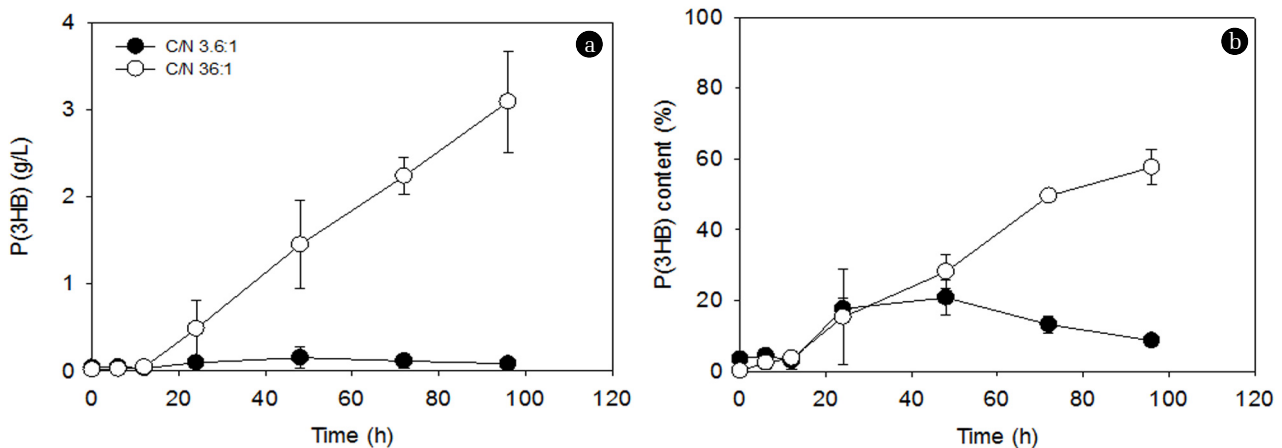 a
C/N 3.6:1
C/N 36:1
P(3HB) (g/L)
4
3
2
1
0
0 20 40 60 80 100 120
Time (h)
b
P(3HB) content (%)
100
80
60
40
20
0
0 20 40 60 80 100 120
Time (h)